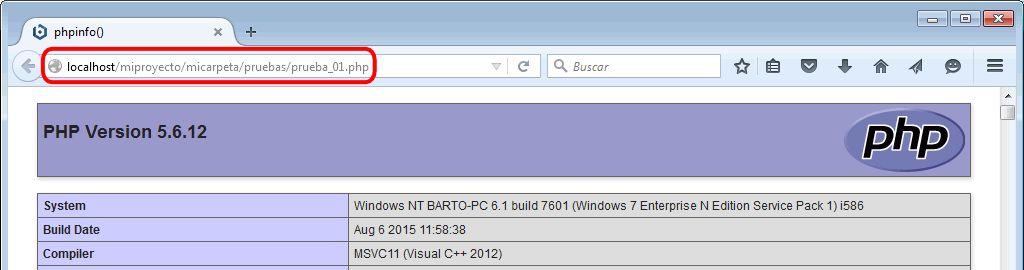 phpinfo()
localhost/miproyecto/micarpeta/pruebas/prueba_01.php
Buscar
PHP Version 5.6.12
php
System Windows NT BARTO-PC 6.1 build 7601 (Windows 7 Enterprise N Edition Service Pack 1) i586
Build Date Aug 6 2015 11:58:38
Compiler MSVC11 (Visual C++ 2012)